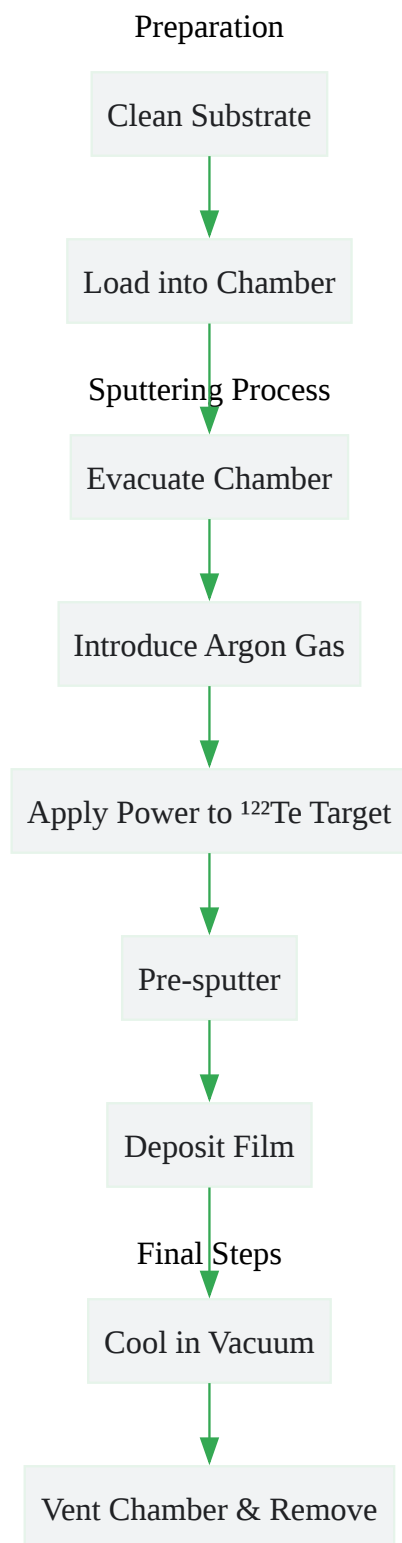 Preparation
Clean Substrate
Load into Chamber
Sputtering Process
Evacuate Chamber
Introduce Argon Gas
Apply Power to ¹²²Te Target
Pre-sputter
Deposit Film
Final Steps
Cool in Vacuum
Vent Chamber & Remove